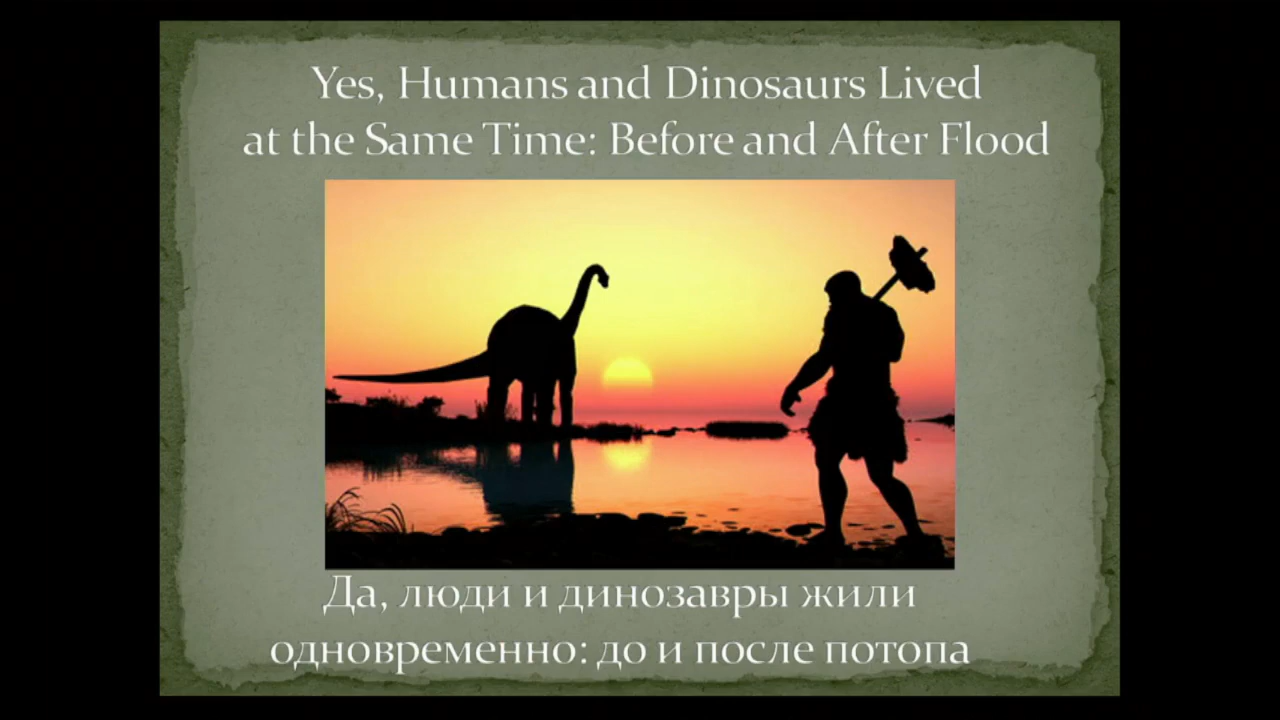 Yes, Humans and Dinosaurs Lived
at the Same Time: Before and After Flood
Да, люди и динозавры жили
одновременно: до и после потопа